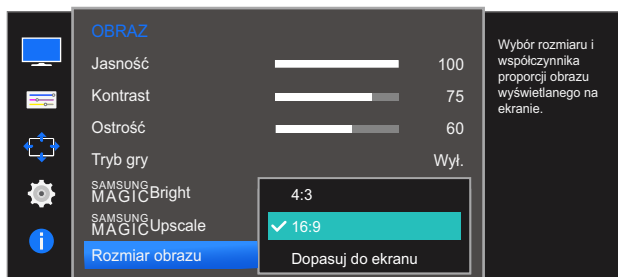 OBRAZ
Jasność 100
Kontrast 75
Ostrość 60
Tryb gry Wył.
SAMSUNG MAGIC Bright
SAMSUNG MAGIC Upscale
Rozmiar obrazu
4:3
16:9
Dopasuj do ekranu
Wybór rozmiaru i
współczynnika
proporcji obrazu
wyświetlanego na
ekranie.
i